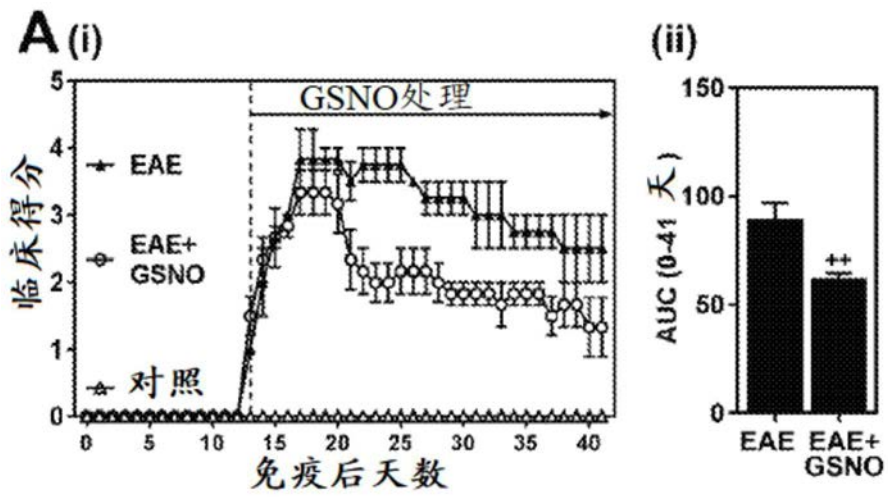 A (i)
5
4
3
2
1
0
临床得分
GSNO处理
EAE
EAE+
GSNO
对照
0 5 10 15 20 25 30 35 40
免疫后天数
(ii)
150
100
50
0
AUC (0-41 天)
++
EAE EAE+
GSNO